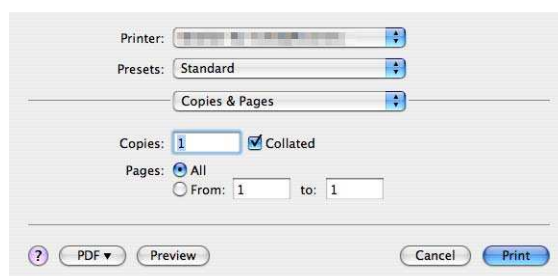 Printer:
Presets: Standard
Copies & Pages
Copies: 1 Collated
Pages: All
From: 1 to: 1
? PDF Preview Cancel Print